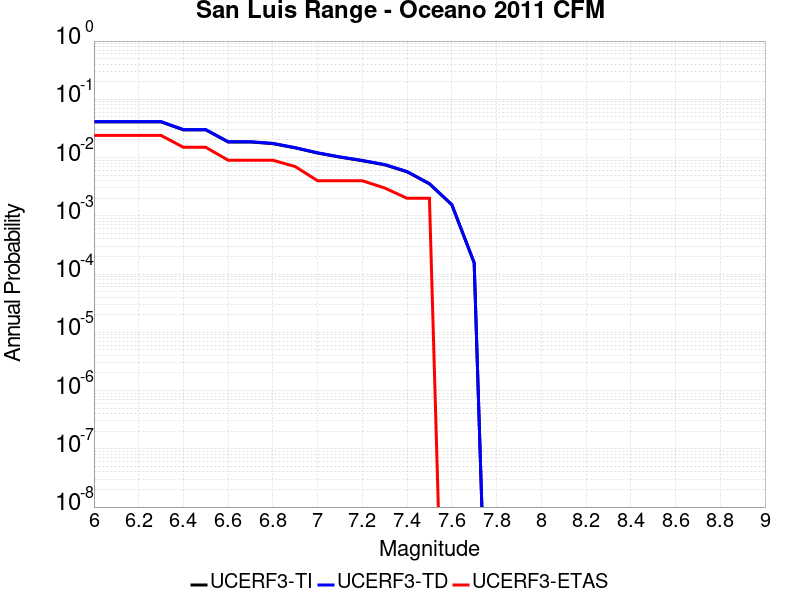 San Luis Range - Oceano 2011 CFM
10^0
10^-1
10^-2
10^-3
10^-4
10^-5
10^-6
10^-7
10^-8
Annual Probability
6 6.2 6.4 6.6 6.8 7 7.2 7.4 7.6 7.8 8 8.2 8.4 8.6 8.8 9
Magnitude
UCERF3-TI UCERF3-TD UCERF3-ETAS